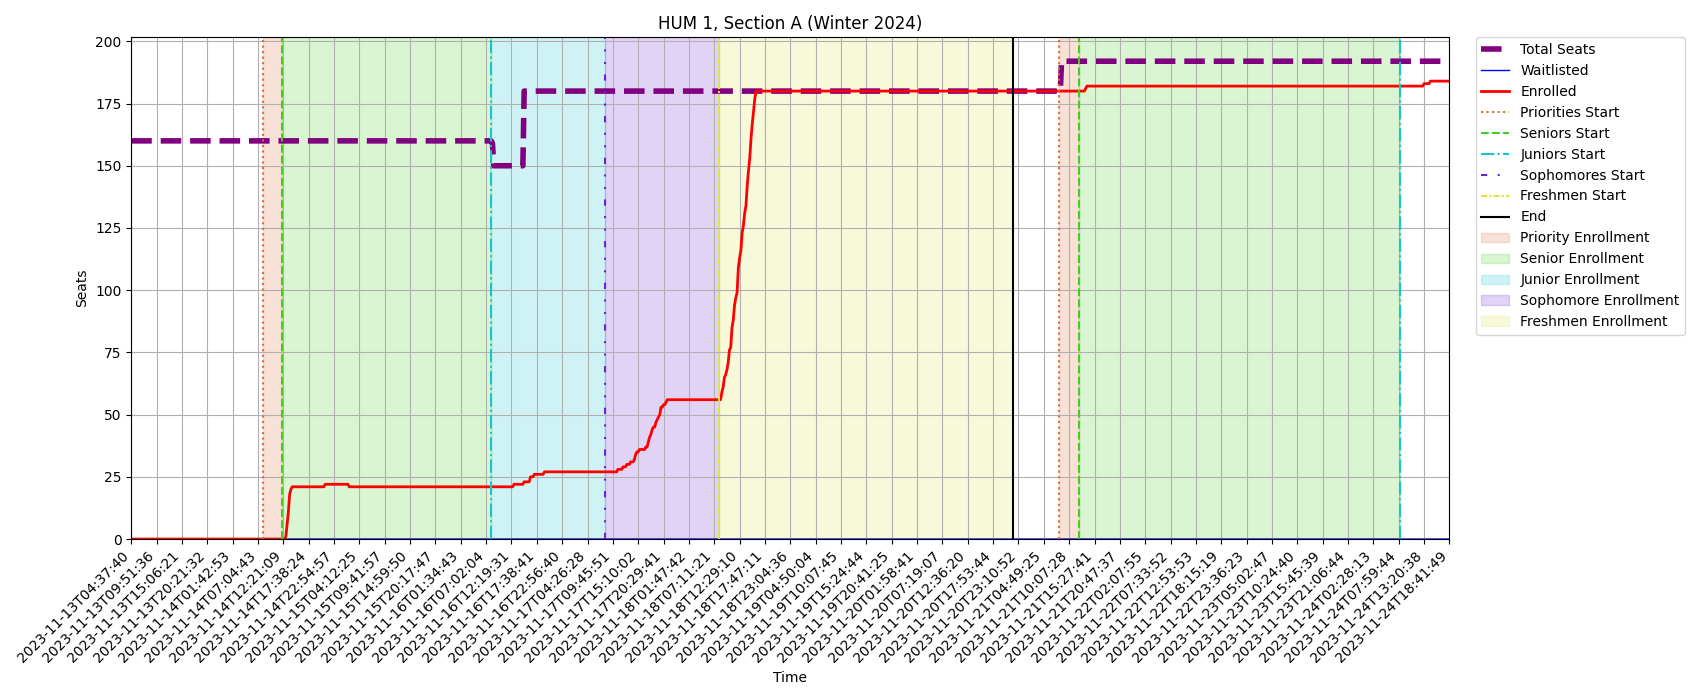 HUM 1, Section A (Winter 2024)
200
175
150
125
100
75
50
25
0
Seats
2023-11-13T04:37:40
2023-11-13T09:51:36
2023-11-13T15:06:21
2023-11-13T20:21:32
2023-11-14T01:42:53
2023-11-14T07:04:43
2023-11-14T12:21:09
2023-11-14T17:38:24
2023-11-14T22:54:57
2023-11-15T04:12:25
2023-11-15T09:41:57
2023-11-15T14:59:50
2023-11-15T20:17:47
2023-11-16T01:34:43
2023-11-16T07:02:04
2023-11-16T12:19:31
2023-11-16T17:38:41
2023-11-16T22:56:40
2023-11-17T04:26:28
2023-11-17T09:45:51
2023-11-17T15:10:02
2023-11-17T20:29:41
2023-11-18T01:47:42
2023-11-18T07:11:21
2023-11-18T12:29:10
2023-11-18T17:47:11
2023-11-18T23:04:36
2023-11-19T04:50:04
2023-11-19T10:07:45
2023-11-19T15:24:44
2023-11-19T20:41:25
2023-11-20T01:58:41
2023-11-20T07:19:07
2023-11-20T12:36:20
2023-11-20T17:53:44
2023-11-20T23:10:52
2023-11-21T04:49:25
2023-11-21T10:07:28
2023-11-21T15:27:41
2023-11-21T20:47:37
2023-11-22T02:07:55
2023-11-22T07:33:52
2023-11-22T12:53:53
2023-11-22T18:15:19
2023-11-22T23:36:23
2023-11-23T05:02:47
2023-11-23T10:24:40
2023-11-23T15:45:39
2023-11-23T21:06:44
2023-11-24T02:28:13
2023-11-24T07:59:44
2023-11-24T13:20:38
2023-11-24T18:41:49
Time
Total Seats
Waitlisted
Enrolled
Priorities Start
Seniors Start
Juniors Start
Sophomores Start
Freshmen Start
End
Priority Enrollment
Senior Enrollment
Junior Enrollment
Sophomore Enrollment
Freshmen Enrollment